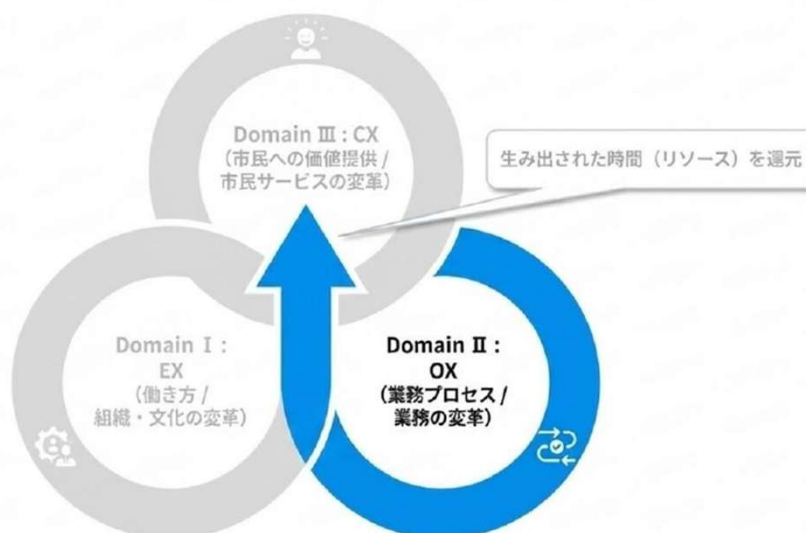 Domain Ⅲ : CX
（市民への価値提供 /
市民サービスの変革）
生み出された時間（リソース）を還元
Domain Ⅰ :
EX
（働き方 /
組織・文化の変革）
Domain Ⅱ :
OX
（業務プロセス /
業務の変革）